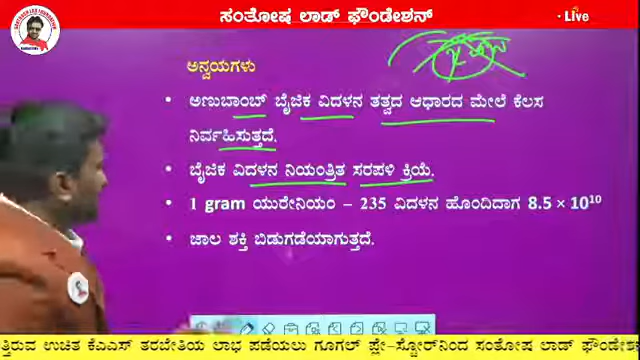 ಸಂತೋಷ ಲಾಡ್ ಫೌಂಡೇಶನ್
Live
ಅನ್ವಯಗಳು
• ಅಣುಬಾಂಬ್ ಬೈಜಿಕ ವಿದಳನ ತತ್ವದ ಆಧಾರದ ಮೇಲೆ ಕೆಲಸ
ನಿರ್ವಹಿಸುತ್ತದೆ.
• ಬೈಜಿಕ ವಿದಳನ ನಿಯಂತ್ರಿತ ಸರಪಳಿ ಕ್ರಿಯೆ.
• 1 gram ಯುರೇನಿಯಂ – 235 ವಿದಳನ ಹೊಂದಿದಾಗ 8.5 × 10¹⁰
• ಜಾಲ ಶಕ್ತಿ ಬಿಡುಗಡೆಯಾಗುತ್ತದೆ.
ತ್ತಿರುವ ಉಚಿತ ಕೆಎಎಸ್ ತರಬೇತಿಯ ಲಾಭ ಪಡೆಯಲು ಗೂಗಲ್ ಪ್ಲೇ-ಸ್ಟೋರ್‌ನಿಂದ ಸಂತೋಷ ಲಾಡ್ ಫೌಂಡೇಶ